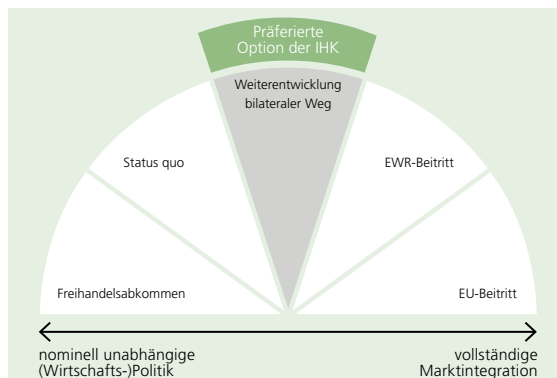 Präferierte
Option der IHK
Weiterentwicklung
bilateraler Weg
Status quo
EWR-Beitritt
Freihandelsabkommen
EU-Beitritt
nominell unabhängige
(Wirtschafts-)Politik
vollständige
Marktintegration